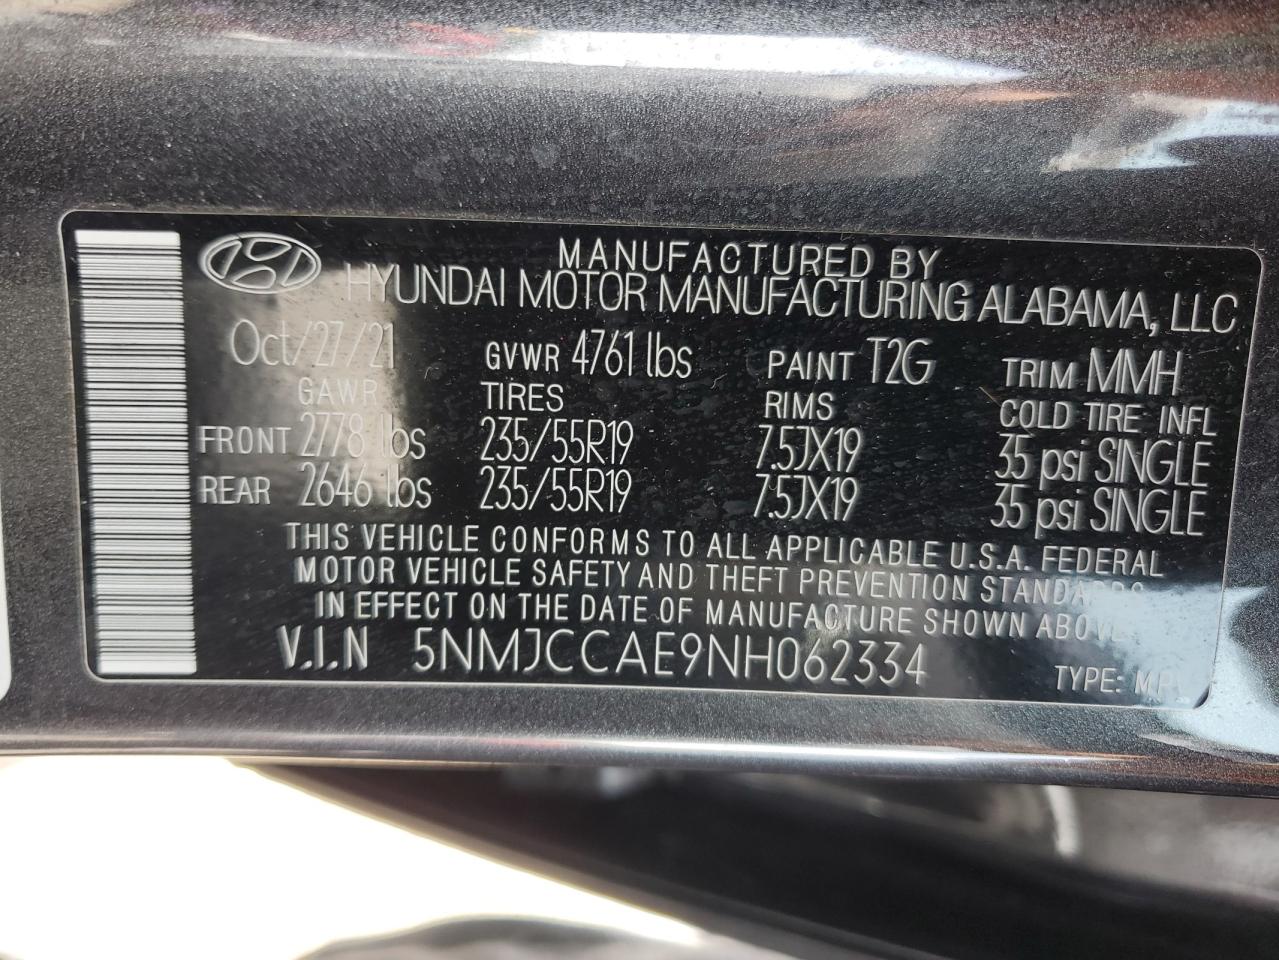 MANUFACTURED BY
HYUNDAI MOTOR MANUFACTURING ALABAMA, LLC
Oct/27/21 GVWR 4761 lbs PAINT T2G TRIM MMH
GAWR TIRES RIMS COLD TIRE INFL
FRONT 2778 lbs 235/55R19 7.5JX19 35 psi SINGLE
REAR 2646 lbs 235/55R19 7.5JX19 35 psi SINGLE
THIS VEHICLE CONFORMS TO ALL APPLICABLE U.S.A. FEDERAL
MOTOR VEHICLE SAFETY AND THEFT PREVENTION STANDARDS
IN EFFECT ON THE DATE OF MANUFACTURE SHOWN ABOVE.
V.I.N 5NMJCCAE9NH062334 TYPE: MPV